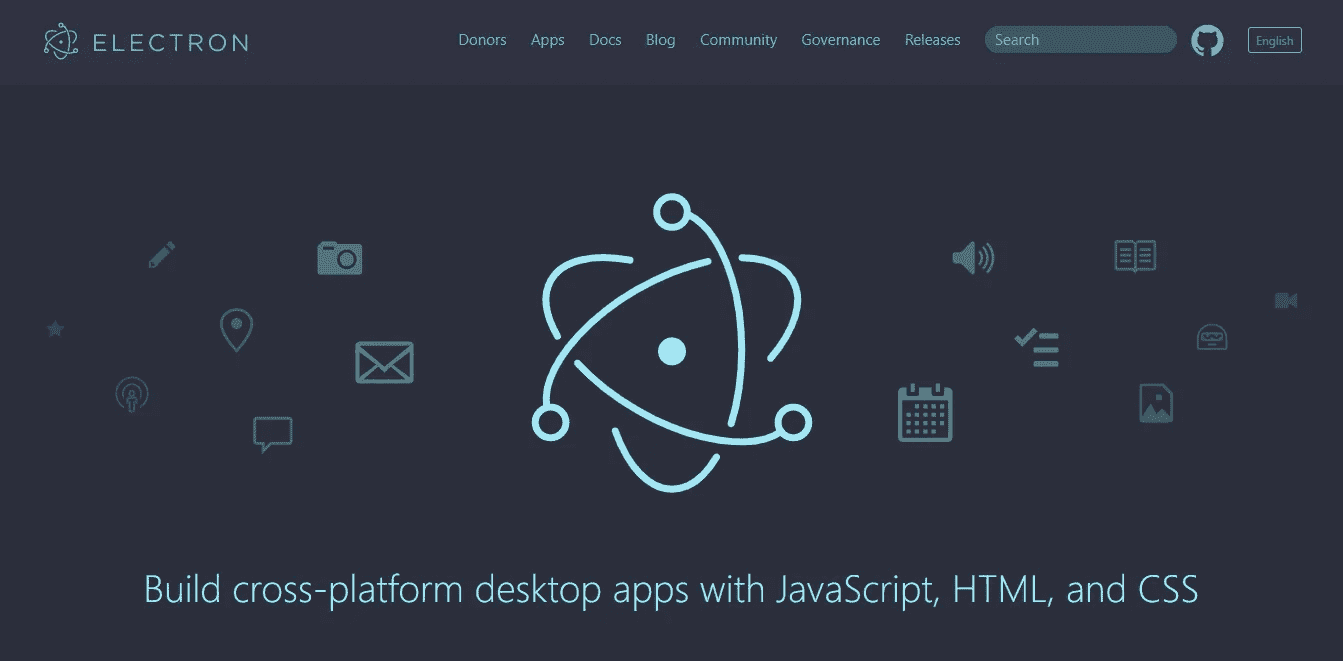 ELECTRON
Donors Apps Docs Blog Community Governance Releases Search English
Build cross-platform desktop apps with JavaScript, HTML, and CSS